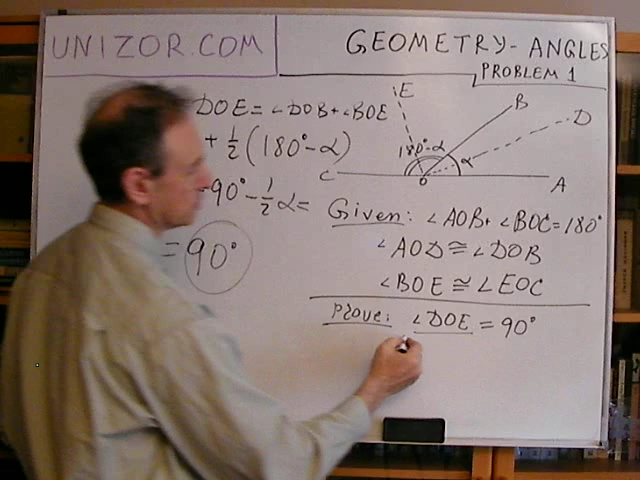 UNIZOR.COM
GEOMETRY - ANGLES
PROBLEM 1
DOE = ∠DOB + ∠BOE
+ ½ (180° - α)
90° - ½ α =
= 90°
E
B
D
180° - α
α
C
O
A
Given: ∠AOB + ∠BOC = 180°
∠AOD ≅ ∠DOB
∠BOE ≅ ∠EOC
Prove: ∠DOE = 90°